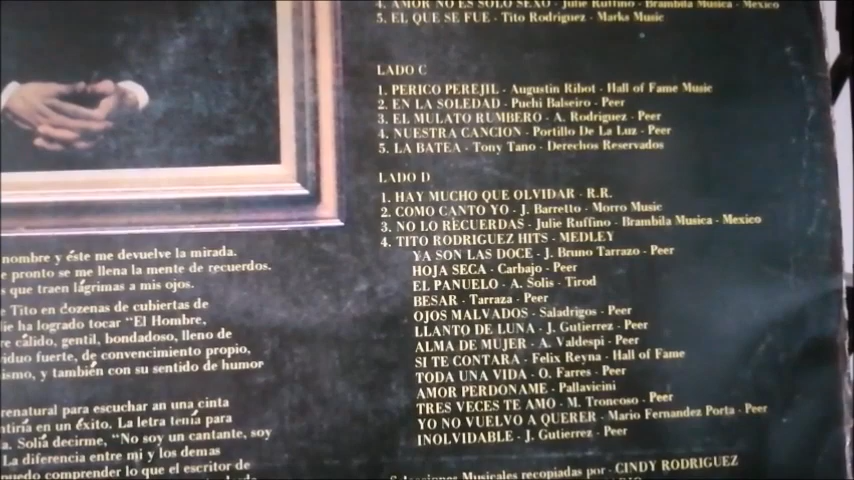 4. AMOR NO ES SOLO SEXO - Julie Ruffino - Brambila Musica - Mexico
5. EL QUE SE FUE - Tito Rodriguez - Marks Music
LADO C
1. PERICO PEREJIL - Augustin Ribot - Hall of Fame Music
2. EN LA SOLEDAD - Puchi Balseiro - Peer
3. EL MULATO RUMBERO - A. Rodriguez - Peer
4. NUESTRA CANCION - Portillo De La Luz - Peer
5. LA BATEA - Tony Tano - Derechos Reservados
LADO D
1. HAY MUCHO QUE OLVIDAR - R.R.
2. COMO CANTO YO - J. Barretto - Morro Music
3. NO LO RECUERDAS - Julie Ruffino - Brambila Musica - Mexico
4. TITO RODRIGUEZ HITS - MEDLEY
YA SON LAS DOCE - J. Bruno Tarrazo - Peer
HOJA SECA - Carbajo - Peer
EL PANUELO - A. Solis - Tirod
BESAR - Tarraza - Peer
OJOS MALVADOS - Saladrigos - Peer
LLANTO DE LUNA - J. Gutierrez - Peer
ALMA DE MUJER - A. Valdespi - Peer
SI TE CONTARA - Felix Reyna - Hall of Fame
TODA UNA VIDA - O. Farres - Peer
AMOR PERDONAME - Pallavicini
TRES VECES TE AMO - M. Troncoso - Peer
YO NO VUELVO A QUERER - Mario Fernandez Porta - Peer
INOLVIDABLE - J. Gutierrez - Peer
Selecciones Musicales recopiadas por - CINDY RODRIGUEZ
nombre y éste me devuelve la mirada.
e pronto se me llena la mente de recuerdos.
s que traen lágrimas a mis ojos.
Tito en dozenas de cubiertas de
die ha logrado tocar "El Hombre,
re cálido, gentil, bondadoso, lleno de
viduo fuerte, de convencimiento propio,
ismo, y también con su sentido de humor
renatural para escuchar an una cinta
ntiría en un éxito. La letra tenía para
a. Solía decirme, "No soy un cantante, soy
La diferencia entre mi y los demas
puedo comprender lo que el escritor de